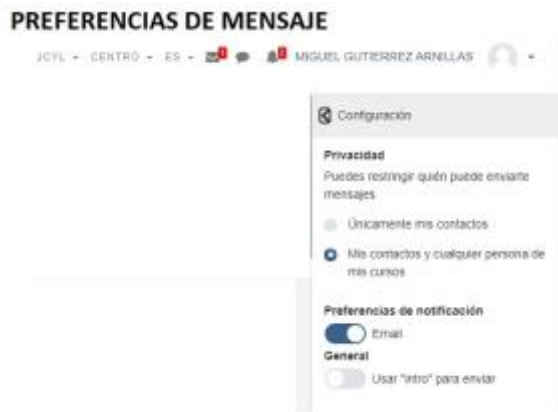 PREFERENCIAS DE MENSAJE
JCYL CENTRO ES MIGUEL GUTIERREZ ARNILLAS
Configuración
Privacidad
Puedes restringir quién puede enviarte
mensajes
Únicamente mis contactos
Mis contactos y cualquier persona de
mis cursos
Preferencias de notificación
Email
General
Usar "Intro" para enviar